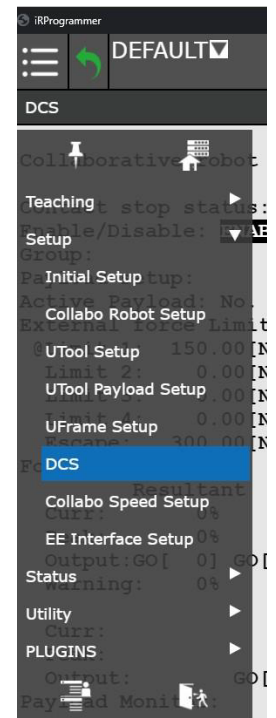 iRProgrammer
DEFAULT
DCS
Collaborative Robot
Teaching
Contact stop status:
Enable/Disable:
Setup
Group:
Initial Setup
Active Payload: No.
Collabo Robot Setup
External force Limit
150.00[N
UTool Setup
Limit 2: 0.00[N
UTool Payload Setup
0.00[N
Limit 4: 0.00[N
UFrame Setup
Escape: 300.00[N
DCS
Resultant
Collabo Speed Setup
Curr: 0%
EE Interface Setup
0%
Output:GO[ 0] GO[
Status
Warning: 0%
Utility
Curr:
PLUGINS
Output: GO[
Payload Monitor: